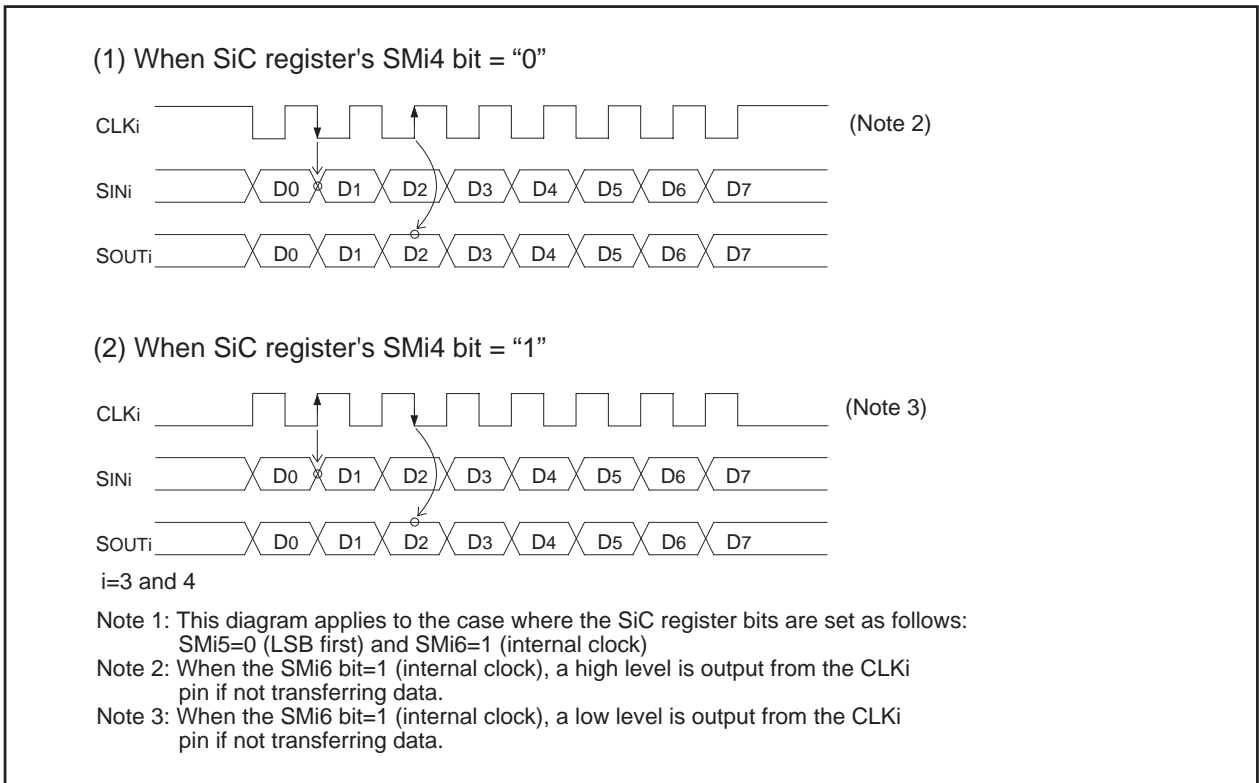 (1) When SiC register's SMi4 bit = “0”
CLKi
(Note 2)
SINi D0 D1 D2 D3 D4 D5 D6 D7
SOUTi D0 D1 D2 D3 D4 D5 D6 D7
(2) When SiC register's SMi4 bit = “1”
CLKi
(Note 3)
SINi D0 D1 D2 D3 D4 D5 D6 D7
SOUTi D0 D1 D2 D3 D4 D5 D6 D7
i=3 and 4
Note 1: This diagram applies to the case where the SiC register bits are set as follows:
SMi5=0 (LSB first) and SMi6=1 (internal clock)
Note 2: When the SMi6 bit=1 (internal clock), a high level is output from the CLKi
pin if not transferring data.
Note 3: When the SMi6 bit=1 (internal clock), a low level is output from the CLKi
pin if not transferring data.